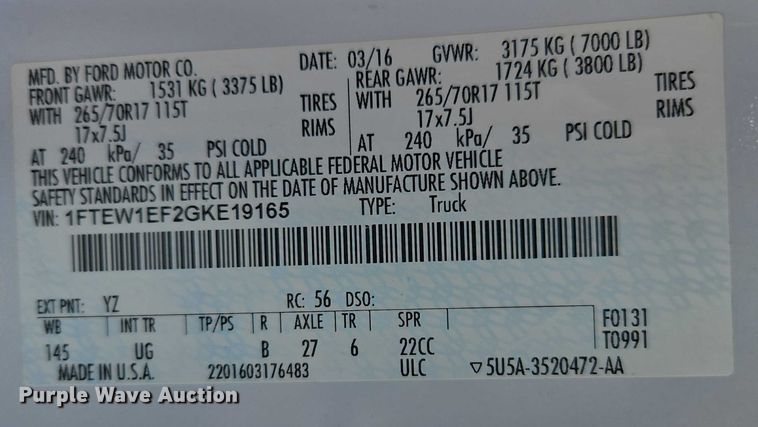 MFD. BY FORD MOTOR CO. DATE: 03/16 GVWR: 3175 KG ( 7000 LB)
FRONT GAWR: 1531 KG ( 3375 LB) REAR GAWR: 1724 KG ( 3800 LB)
WITH 265/70R17 115T TIRES WITH 265/70R17 115T TIRES
17x7.5J RIMS 17x7.5J RIMS
AT 240 kPa/ 35 PSI COLD AT 240 kPa/ 35 PSI COLD
THIS VEHICLE CONFORMS TO ALL APPLICABLE FEDERAL MOTOR VEHICLE
SAFETY STANDARDS IN EFFECT ON THE DATE OF MANUFACTURE SHOWN ABOVE.
VIN: 1FTEW1EF2GKE19165 TYPE: Truck
EXT PNT: YZ RC: 56 DSO:
WB INT TR TP/PS R AXLE TR SPR F0131
145 UG B 27 6 22CC T0991
MADE IN U.S.A. 2201603176483 ULC ▽5U5A-3520472-AA
Purple Wave Auction